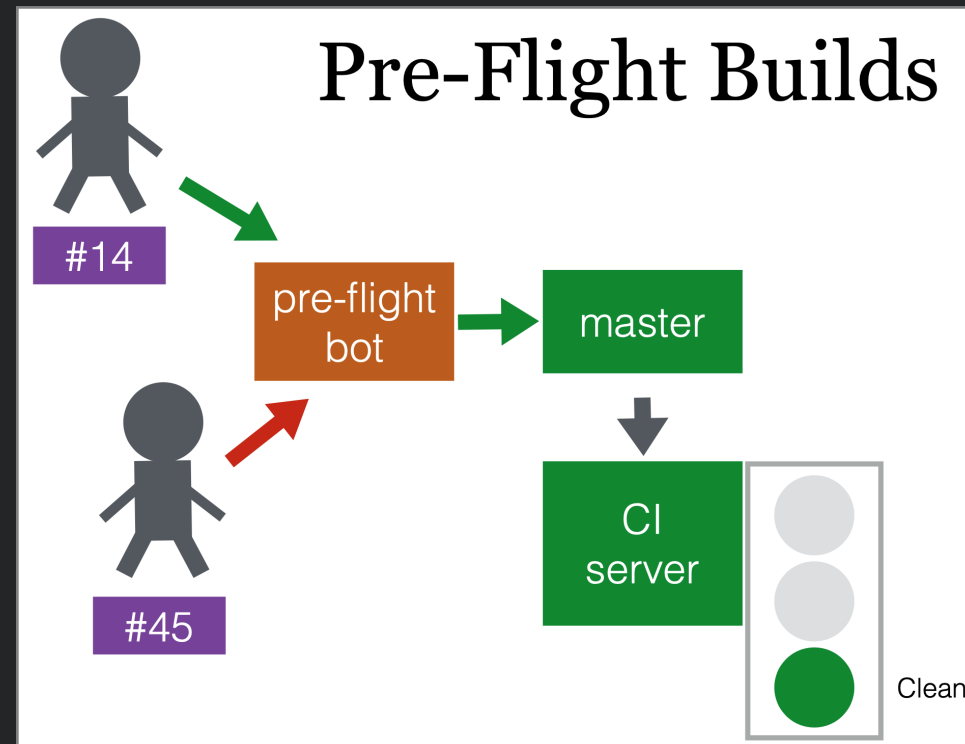 Pre-Flight Builds
#14
pre-flight
bot
master
#45
CI
server
Clean